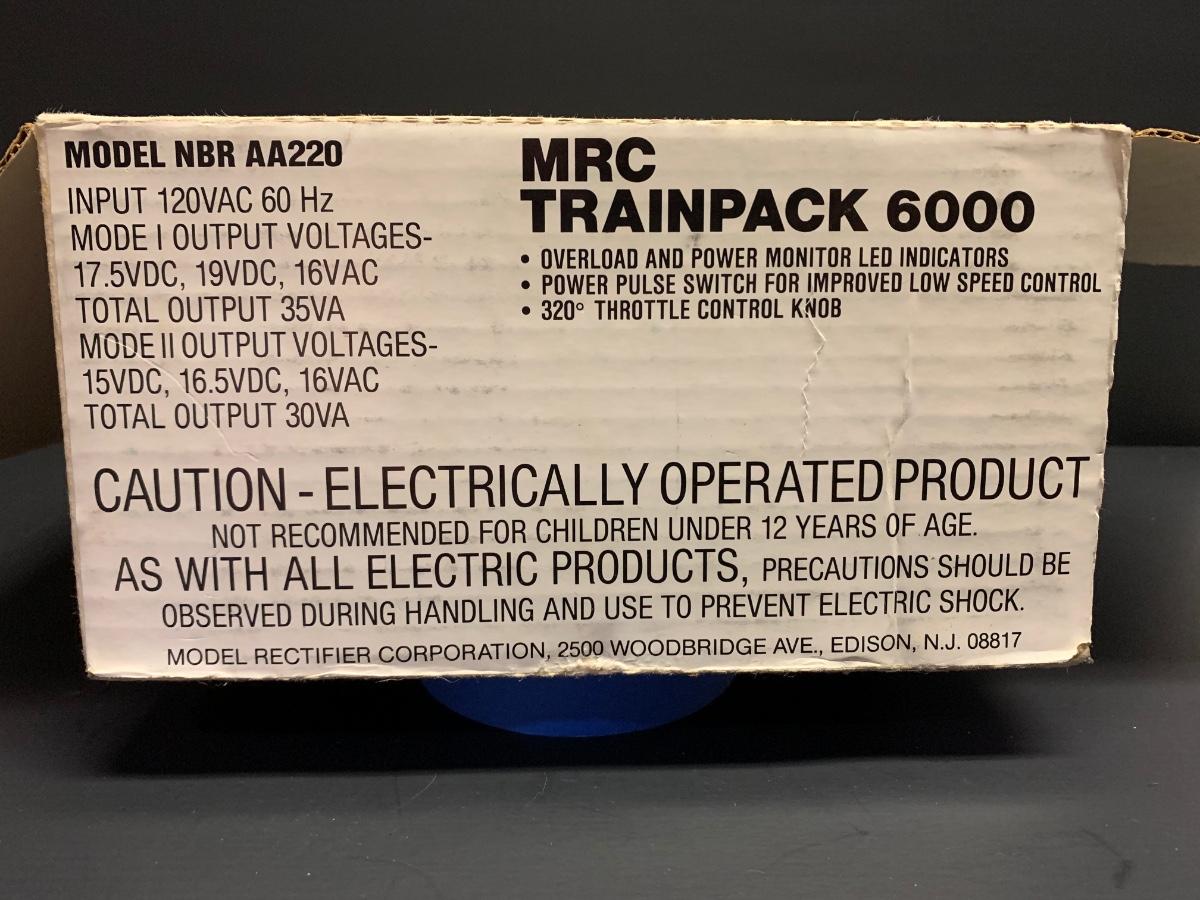 MODEL NBR AA220
INPUT 120VAC 60 Hz
MODE I OUTPUT VOLTAGES-
17.5VDC, 19VDC, 16VAC
TOTAL OUTPUT 35VA
MODE II OUTPUT VOLTAGES-
15VDC, 16.5VDC, 16VAC
TOTAL OUTPUT 30VA
MRC
TRAINPACK 6000
• OVERLOAD AND POWER MONITOR LED INDICATORS
• POWER PULSE SWITCH FOR IMPROVED LOW SPEED CONTROL
• 320° THROTTLE CONTROL KNOB
CAUTION - ELECTRICALLY OPERATED PRODUCT
NOT RECOMMENDED FOR CHILDREN UNDER 12 YEARS OF AGE.
AS WITH ALL ELECTRIC PRODUCTS, PRECAUTIONS SHOULD BE
OBSERVED DURING HANDLING AND USE TO PREVENT ELECTRIC SHOCK.
MODEL RECTIFIER CORPORATION, 2500 WOODBRIDGE AVE., EDISON, N.J. 08817